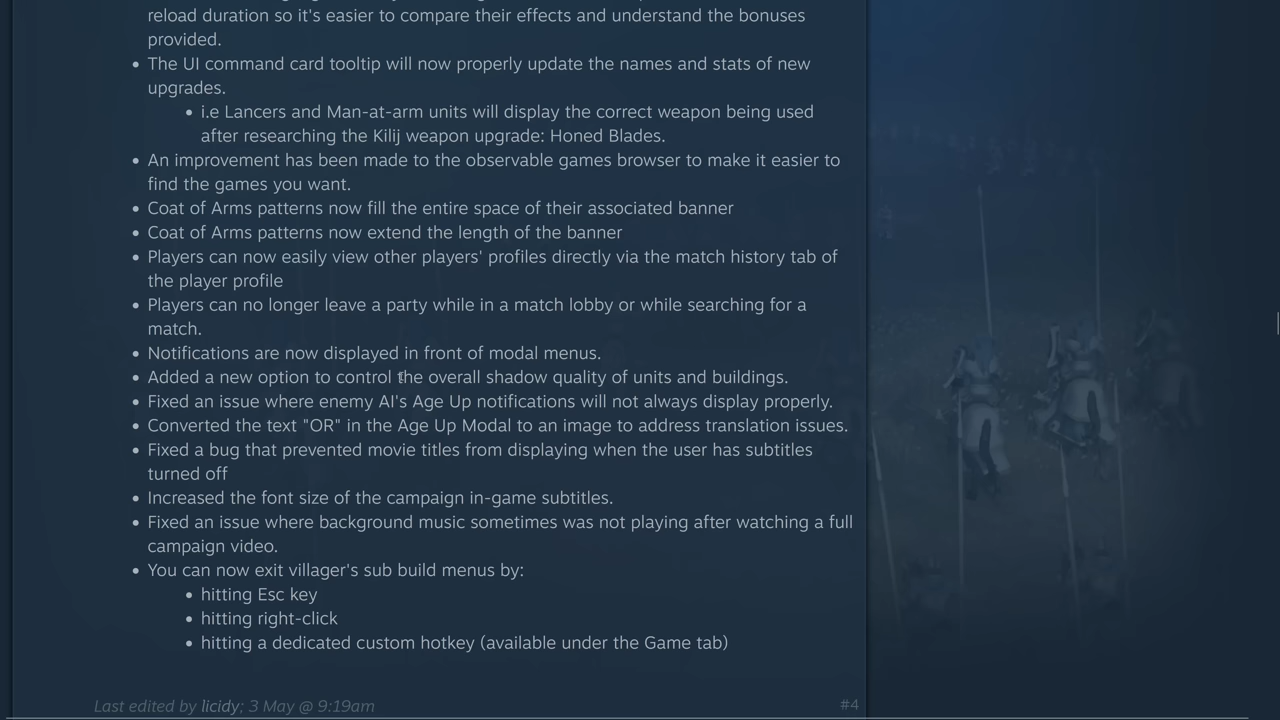 reload duration so it's easier to compare their effects and understand the bonuses
provided.
The UI command card tooltip will now properly update the names and stats of new
upgrades.
i.e Lancers and Man-at-arm units will display the correct weapon being used
after researching the Kilij weapon upgrade: Honed Blades.
An improvement has been made to the observable games browser to make it easier to
find the games you want.
Coat of Arms patterns now fill the entire space of their associated banner
Coat of Arms patterns now extend the length of the banner
Players can now easily view other players' profiles directly via the match history tab of
the player profile
Players can no longer leave a party while in a match lobby or while searching for a
match.
Notifications are now displayed in front of modal menus.
Added a new option to control the overall shadow quality of units and buildings.
Fixed an issue where enemy AI's Age Up notifications will not always display properly.
Converted the text "OR" in the Age Up Modal to an image to address translation issues.
Fixed a bug that prevented movie titles from displaying when the user has subtitles
turned off
Increased the font size of the campaign in-game subtitles.
Fixed an issue where background music sometimes was not playing after watching a full
campaign video.
You can now exit villager's sub build menus by:
hitting Esc key
hitting right-click
hitting a dedicated custom hotkey (available under the Game tab)
Last edited by licidy; 3 May @ 9:19am
#4